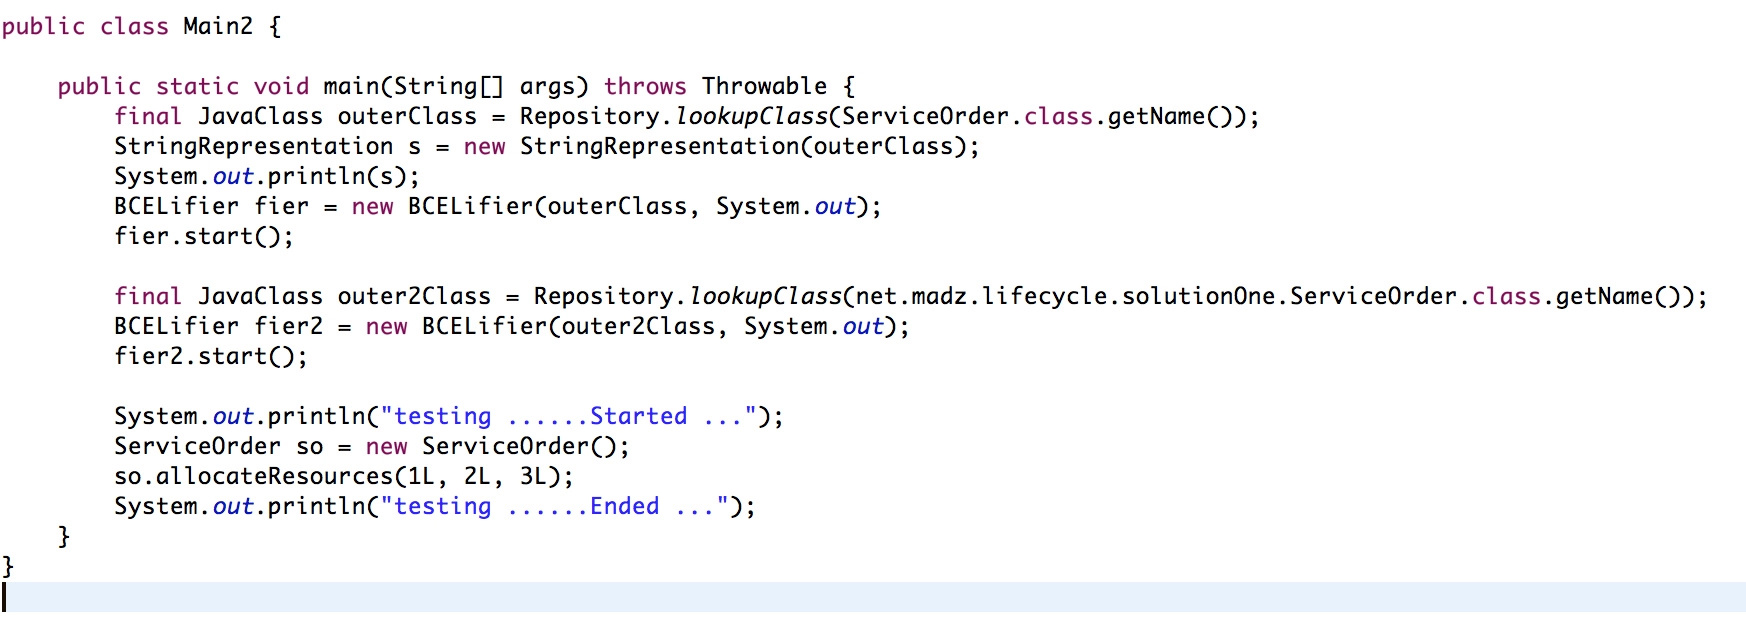 public class Main2 {
    public static void main(String[] args) throws Throwable {
        final JavaClass outerClass = Repository.lookupClass(ServiceOrder.class.getName());
        StringRepresentation s = new StringRepresentation(outerClass);
        System.out.println(s);
        BCELifier fier = new BCELifier(outerClass, System.out);
        fier.start();
        final JavaClass outer2Class = Repository.lookupClass(net.madz.lifecycle.solutionOne.ServiceOrder.class.getName());
        BCELifier fier2 = new BCELifier(outer2Class, System.out);
        fier2.start();
        System.out.println("testing ......Started ...");
        ServiceOrder so = new ServiceOrder();
        so.allocateResources(1L, 2L, 3L);
        System.out.println("testing ......Ended ...");
    }
}